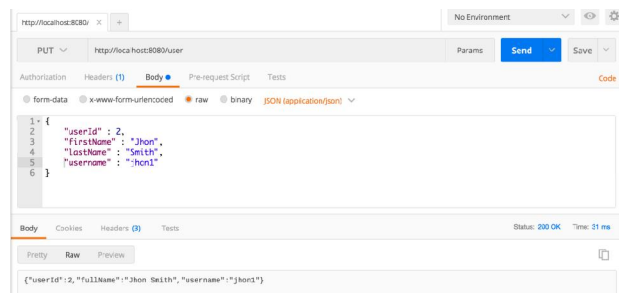 http://localhost:8080/ × +
No Environment
PUT http://localhost:8080/user Params Send Save
Authorization Headers (1) Body Pre-request Script Tests Code
form-data x-www-form-urlencoded raw binary JSON (application/json)
1 {
2 "userId" : 2,
3 "firstName" : "Jhon",
4 "lastName" : "Smith",
5 "username" : "jhon1"
6 }
Body Cookies Headers (3) Tests Status: 200 OK Time: 31 ms
Pretty Raw Preview
{"userId":2,"fullName":"Jhon Smith","username":"jhon1"}